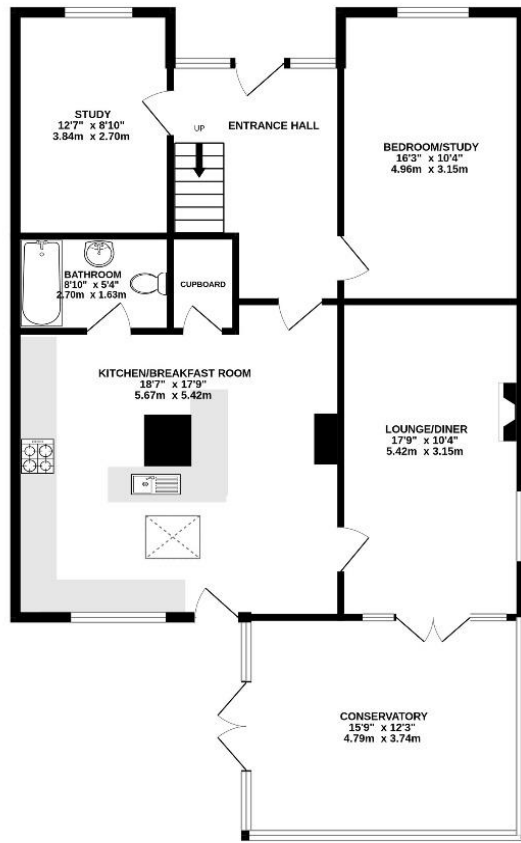 STUDY
12'7" x 8'10"
3.84m x 2.70m
UP
ENTRANCE HALL
BEDROOM/STUDY
16'3" x 10'4"
4.96m x 3.15m
BATHROOM
8'10" x 5'4"
2.70m x 1.63m
CUPBOARD
KITCHEN/BREAKFAST ROOM
18'7" x 17'9"
5.67m x 5.42m
LOUNGE/DINER
17'9" x 10'4"
5.42m x 3.15m
CONSERVATORY
15'9" x 12'3"
4.79m x 3.74m